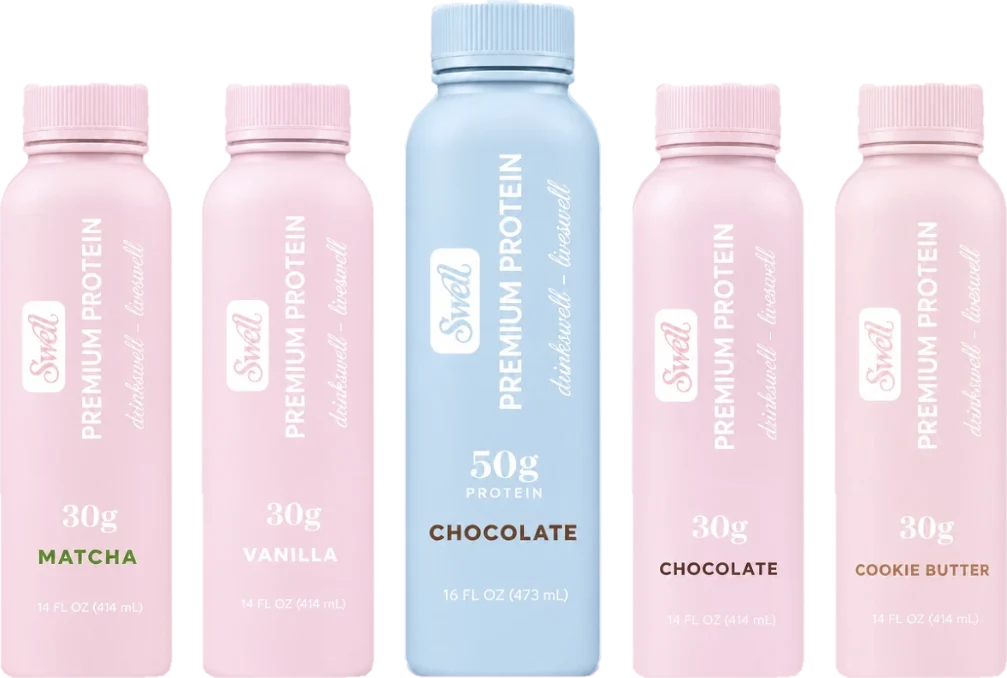 Swell
PREMIUM PROTEIN
drinkswell – liveswell
30g
MATCHA
14 FL OZ (414 mL)
Swell
PREMIUM PROTEIN
drinkswell – liveswell
30g
VANILLA
14 FL OZ (414 mL)
Swell
PREMIUM PROTEIN
drinkswell – liveswell
50g
PROTEIN
CHOCOLATE
16 FL OZ (473 mL)
Swell
PREMIUM PROTEIN
drinkswell – liveswell
30g
CHOCOLATE
14 FL OZ (414 mL)
Swell
PREMIUM PROTEIN
drinkswell – liveswell
30g
COOKIE BUTTER
14 FL OZ (414 mL)